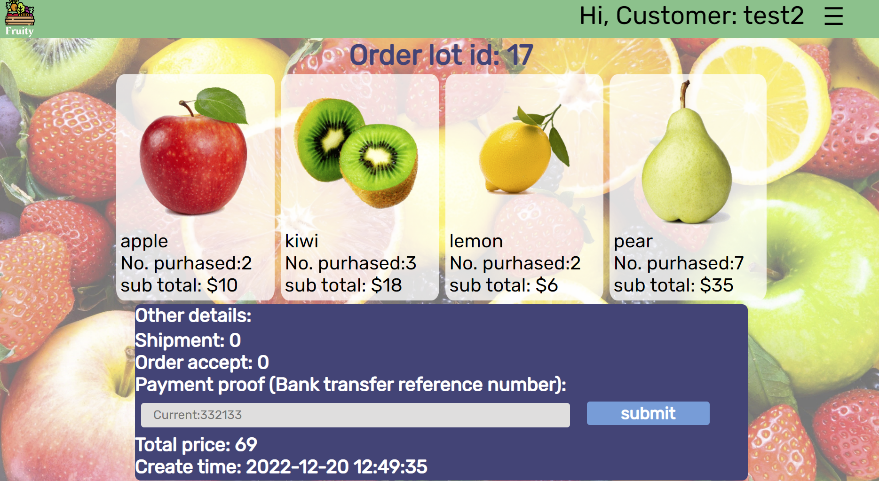 Fruity
Hi, Customer: test2
Order lot id: 17
apple
No. purhased:2
sub total: $10
kiwi
No. purhased:3
sub total: $18
lemon
No. purhased:2
sub total: $6
pear
No. purhased:7
sub total: $35
Other details:
Shipment: 0
Order accept: 0
Payment proof (Bank transfer reference number):
Current:332133
submit
Total price: 69
Create time: 2022-12-20 12:49:35